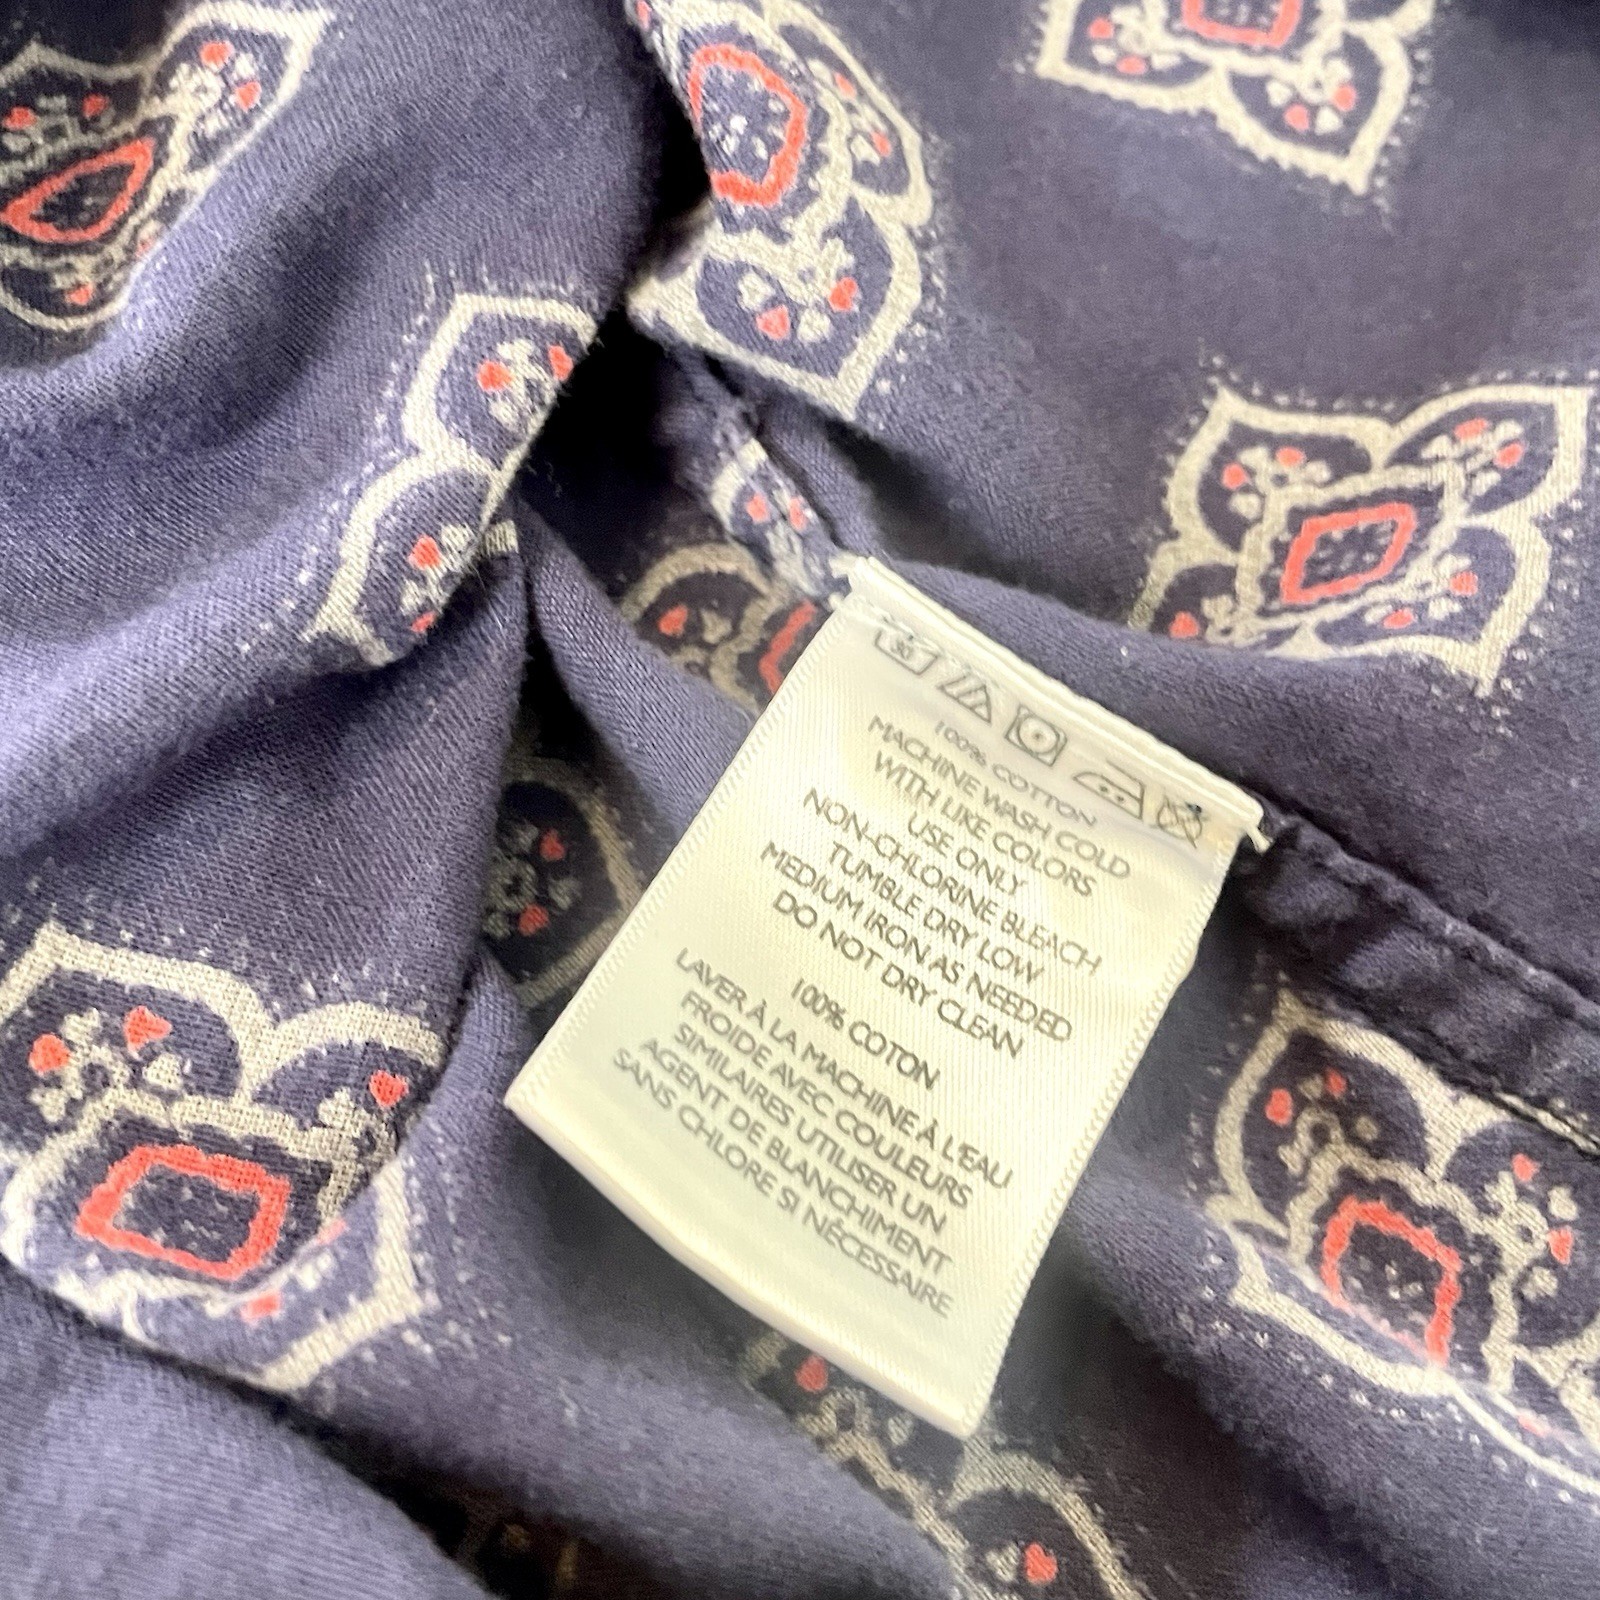 30
100% COTTON
MACHINE WASH COLD
WITH LIKE COLORS
USE ONLY
NON-CHLORINE BLEACH
TUMBLE DRY LOW
MEDIUM IRON AS NEEDED
DO NOT DRY CLEAN
100% COTON
LAVER À LA MACHINE À L'EAU
FROIDE AVEC COULEURS
SIMILAIRES UTILISER UN
AGENT DE BLANCHIMENT
SANS CHLORE SI NÉCESSAIRE